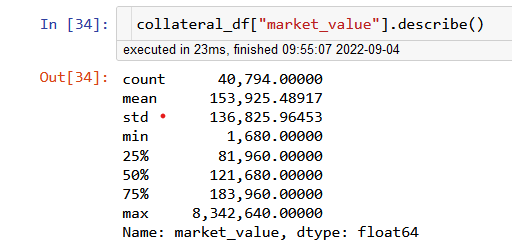 In [34]: collateral_df["market_value"].describe()
executed in 23ms, finished 09:55:07 2022-09-04
Out[34]: count 40,794.00000
mean 153,925.48917
std 136,825.96453
min 1,680.00000
25% 81,960.00000
50% 121,680.00000
75% 183,960.00000
max 8,342,640.00000
Name: market_value, dtype: float64